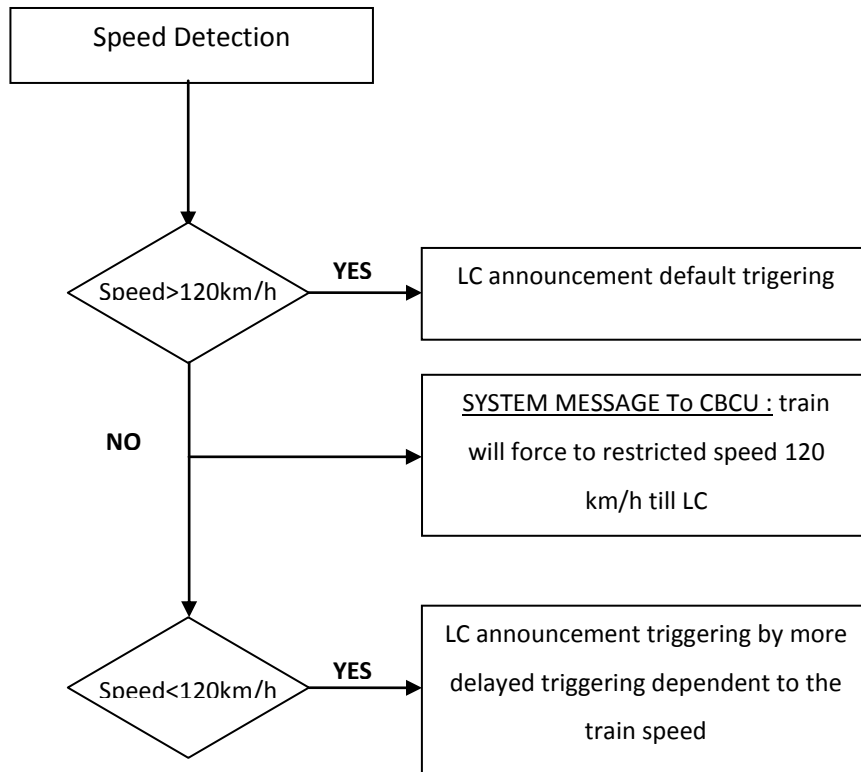 Speed Detection
Speed>120km/h
YES
LC announcement default trigering
NO
SYSTEM MESSAGE To CBCU : train
will force to restricted speed 120
km/h till LC
Speed<120km/h
YES
LC announcement triggering by more
delayed triggering dependent to the
train speed